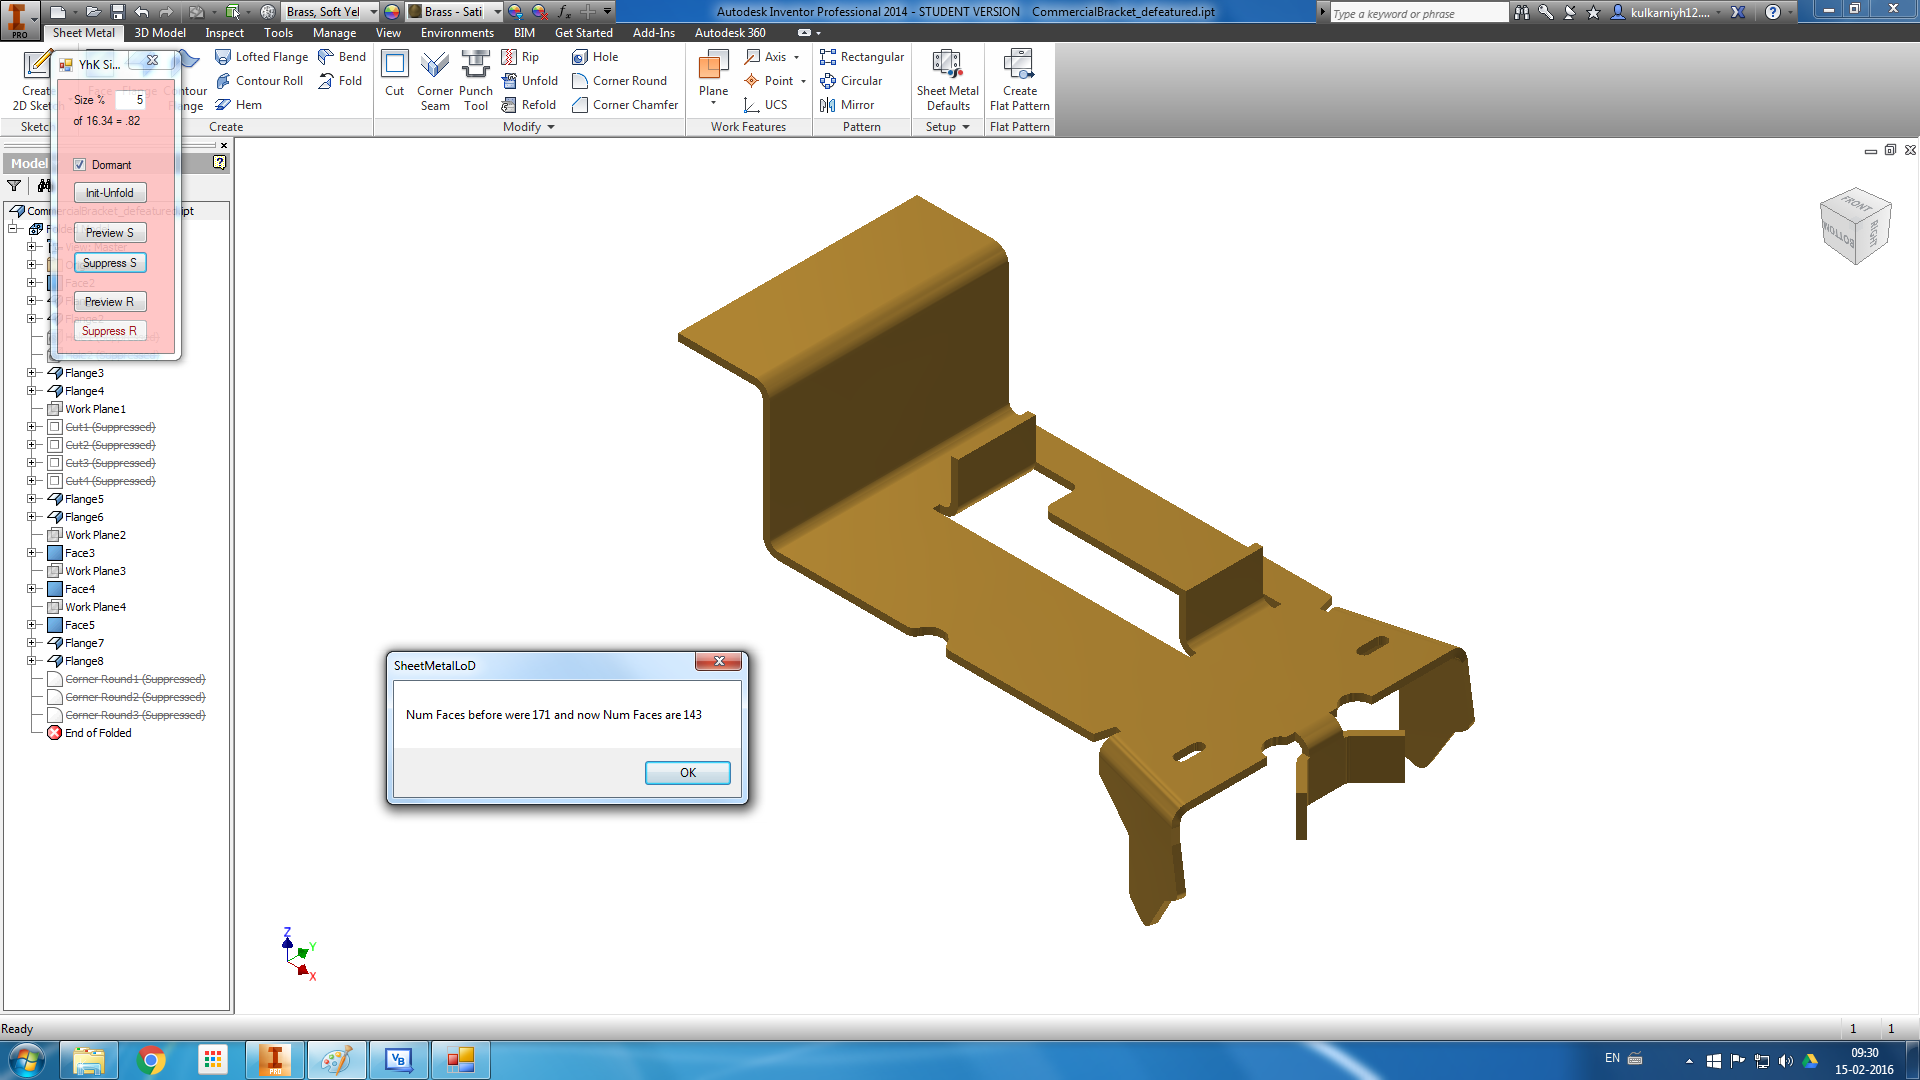 PRO
Brass, Soft Yel
Brass - Sati
Autodesk Inventor Professional 2014 - STUDENT VERSION CommercialBracket_defeatured.ipt
Type a keyword or phrase
kulkarniyh12....
Sheet Metal 3D Model Inspect Tools Manage View Environments BIM Get Started Add-Ins Autodesk 360
Create
2D Sketch
Contour
Flange
Lofted Flange
Contour Roll
Hem
Bend
Fold
Cut
Corner
Seam
Punch
Tool
Rip
Unfold
Refold
Hole
Corner Round
Corner Chamfer
Plane
Axis
Point
UCS
Rectangular
Circular
Mirror
Sheet Metal
Defaults
Create
Flat Pattern
Sketch Create Modify Work Features Pattern Setup Flat Pattern
YhK Si...
Size % 5
of 16.34 = .82
Dormant
Init-Unfold
Preview S
Suppress S
Preview R
Suppress R
Model
CommercialBracket_defeatured.ipt
View: Master
Face2
Flange2
Flange3
Flange4
Work Plane1
Cut1 (Suppressed)
Cut2 (Suppressed)
Cut3 (Suppressed)
Cut4 (Suppressed)
Flange5
Flange6
Work Plane2
Face3
Work Plane3
Face4
Work Plane4
Face5
Flange7
Flange8
Corner Round1 (Suppressed)
Corner Round2 (Suppressed)
Corner Round3 (Suppressed)
End of Folded
FRONT
BOTTOM
RIGHT
SheetMetalLoD
Num Faces before were 171 and now Num Faces are 143
OK
Z
Y
X
Ready
1 1
PRO
VB
EN
09:30
15-02-2016